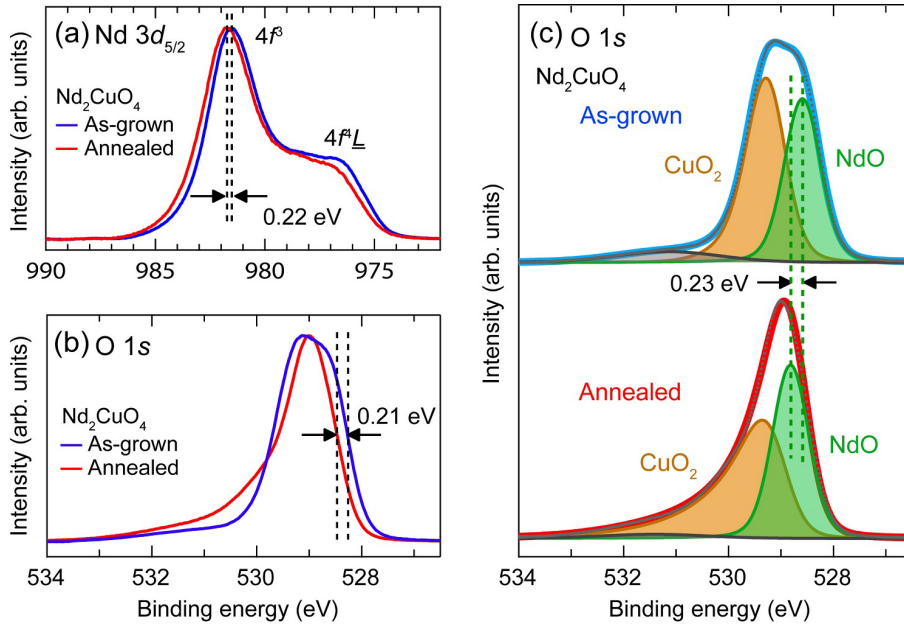 (a) Nd 3d5/2
4f³
Nd₂CuO₄
As-grown
Annealed
4f⁴L
0.22 eV
Intensity (arb. units)
990 985 980 975
(b) O 1s
Nd₂CuO₄
As-grown
Annealed
0.21 eV
Intensity (arb. units)
534 532 530 528
Binding energy (eV)
(c) O 1s
Nd₂CuO₄
As-grown
CuO₂
NdO
0.23 eV
Annealed
CuO₂
NdO
Intensity (arb. units)
534 532 530 528
Binding energy (eV)